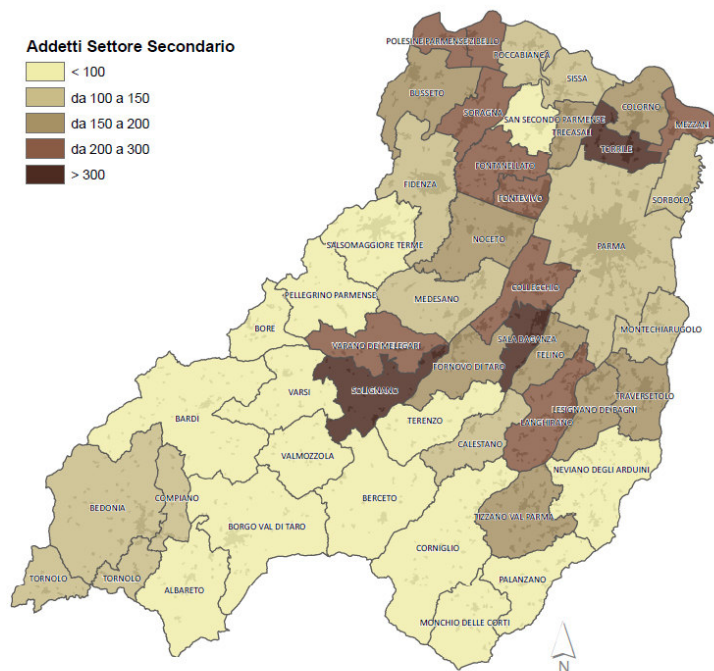 Addetti Settore Secondario
< 100
da 100 a 150
da 150 a 200
da 200 a 300
> 300
POLESINE PARMENSE
ZIBELLO
ROCCABIANCA
BUSSETO
SISSA
COLORNO
SORAGNA
SAN SECONDO PARMENSE
TRECASALI
MEZZANI
TORRILE
FONTANELLATO
FIDENZA
FONTEVIVO
SORBOLO
NOCETO
PARMA
SALSOMAGGIORE TERME
COLLECCHIO
PELLEGRINO PARMENSE
MEDESANO
BORE
MONTECHIARUGOLO
VARANO DE'MELEGARI
SALA BAGANZA
FELINO
FORNOVO DI TARO
VARSI
SOLIGNANO
TRAVERSETOLO
LESIGNANO DE'BAGNI
BARDI
TERENZO
LANGHIRANO
CALESTANO
VALMOZZOLA
NEVIANO DEGLI ARDUINI
COMPIANO
BERCETO
BEDONIA
TIZZANO VAL PARMA
BORGO VAL DI TARO
CORNIGLIO
TORNOLO
TORNOLO
ALBARETO
PALANZANO
MONCHIO DELLE CORTI
N